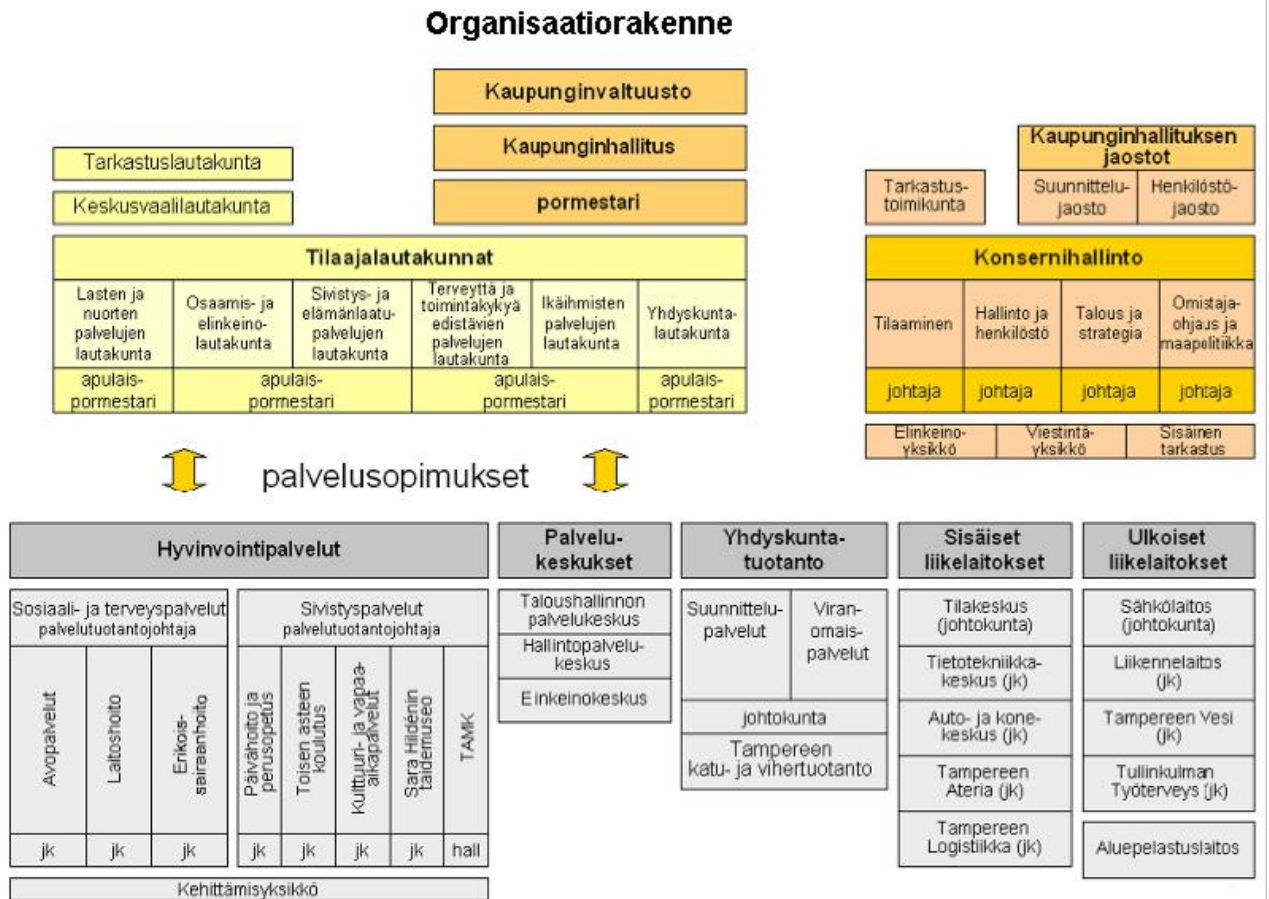 Organisaatiorakenne
Kaupunginvaltuusto
Kaupunginhallitus
pormestari
Tarkastuslautakunta
Keskusvaalilautakunta
Kaupunginhallituksen
jaostot
Tarkastus-
toimikunta
Suunnittelu-
jaosto
Henkilöstö-
jaosto
Tilaajalautakunnat
Lasten ja
nuorten
palvelujen
lautakunta
Osaamis- ja
elinkeino-
lautakunta
Sivistys- ja
elämänlaatu-
palvelujen
lautakunta
Terveyttä ja
toimintakykyä
edistävien
palvelujen
lautakunta
Ikäihmisten
palvelujen
lautakunta
Yhdyskunta-
lautakunta
apulais-
pormestari
apulais-
pormestari
apulais-
pormestari
apulais-
pormestari
Konsernihallinto
Tilaaminen
Hallinto ja
henkilöstö
Talous ja
strategia
Omistaja-
ohjaus ja
maapolitiikka
johtaja
johtaja
johtaja
johtaja
Elinkeino-
yksikkö
Viestintä-
yksikkö
Sisäinen
tarkastus
palvelusopimukset
Hyvinvointipalvelut
Sosiaali- ja terveyspalvelut
palvelutuotantojohtaja
Avopalvelut
Laitoshoito
Erikois-
sairaanhoito
jk
jk
jk
Sivistyspalvelut
palvelutuotantojohtaja
Päivähoito ja
perusopetus
Toisen asteen
koulutus
Kulttuuri- ja vapaa-
aikapalvelut
Sara Hildénin
taidemuseo
TAMK
jk
jk
jk
jk
hall
Kehittämisyksikkö
Palvelu-
keskukset
Taloushallinnon
palvelukeskus
Hallintopalvelu-
keskus
Einkeinokeskus
Yhdyskunta-
tuotanto
Suunnittelu-
palvelut
Viran-
omais-
palvelut
johtokunta
Tampereen
katu- ja vihertuotanto
Sisäiset
liikelaitokset
Tilakeskus
(johtokunta)
Tietotekniikka-
keskus (jk)
Auto- ja kone-
keskus (jk)
Tampereen
Ateria (jk)
Tampereen
Logistiikka (jk)
Ulkoiset
liikelaitokset
Sähkölaitos
(johtokunta)
Liikennelaitos
(jk)
Tampereen Vesi
(jk)
Tullinkulman
Työterveys (jk)
Aluepelastuslaitos